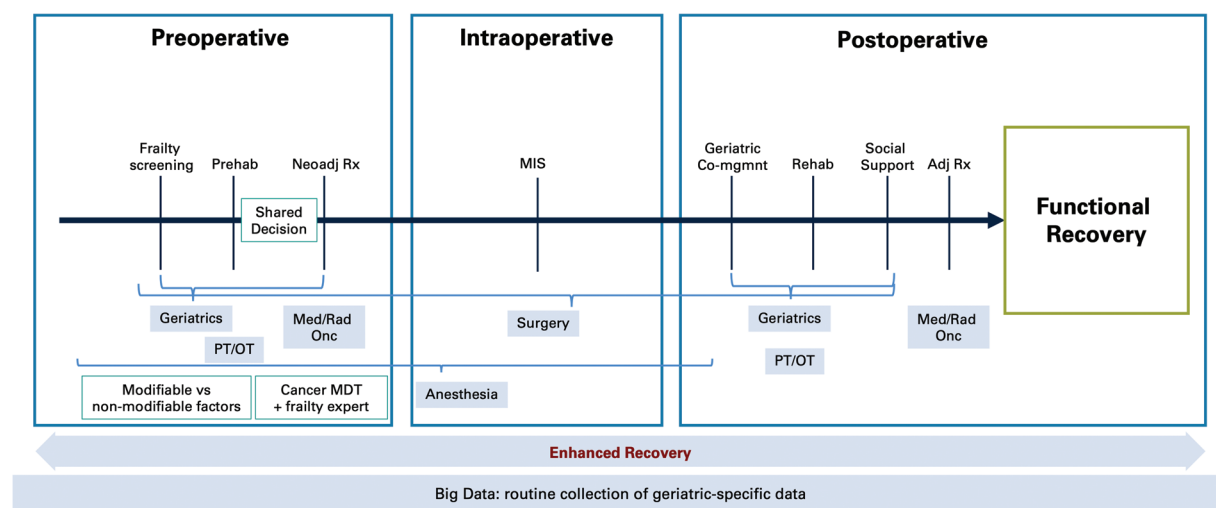 Preoperative
Intraoperative
Postoperative
Frailty
screening
Prehab
Neoadj Rx
MIS
Geriatric
Co-mgmnt
Rehab
Social
Support
Adj Rx
Shared
Decision
Functional
Recovery
Geriatrics
Med/Rad
Onc
PT/OT
Surgery
Geriatrics
Med/Rad
Onc
PT/OT
Anesthesia
Modifiable vs
non-modifiable factors
Cancer MDT
+ frailty expert
Enhanced Recovery
Big Data: routine collection of geriatric-specific data